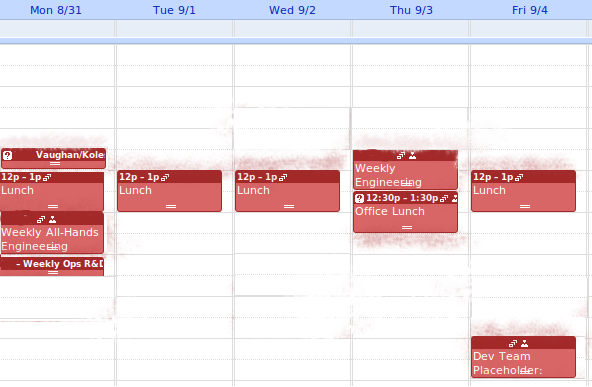 Mon 8/31
Tue 9/1
Wed 9/2
Thu 9/3
Fri 9/4
Vaughan/Kole
12p – 1p
Lunch
Weekly All-Hands
Engineering
– Weekly Ops R&D
12p – 1p
Lunch
12p – 1p
Lunch
Weekly
Engineering
12:30p – 1:30p
Office Lunch
12p – 1p
Lunch
Dev Team
Placeholder: